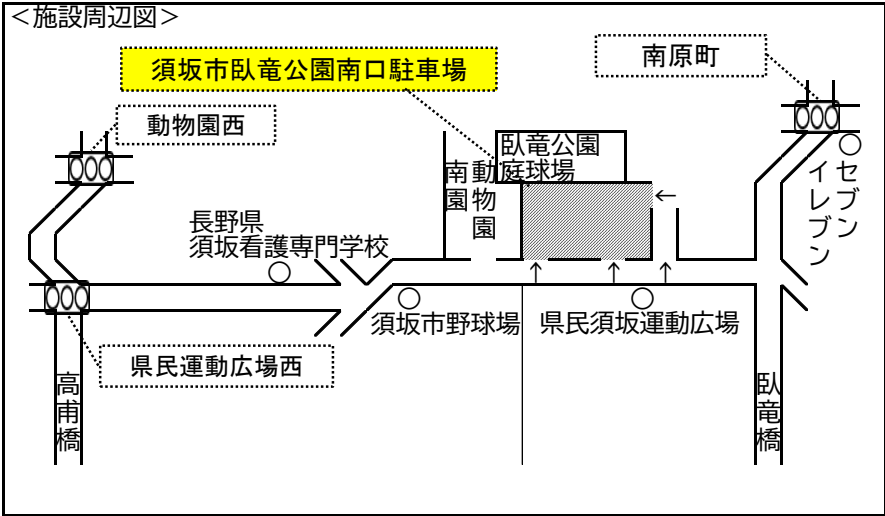 ＜施設周辺図＞
須坂市臥竜公園南口駐車場
南原町
動物園西
臥竜公園
庭球場
動物園
南園
セブン
イレブン
長野県
須坂看護専門学校
須坂市野球場
県民須坂運動広場
県民運動広場西
高甫橋
臥竜橋